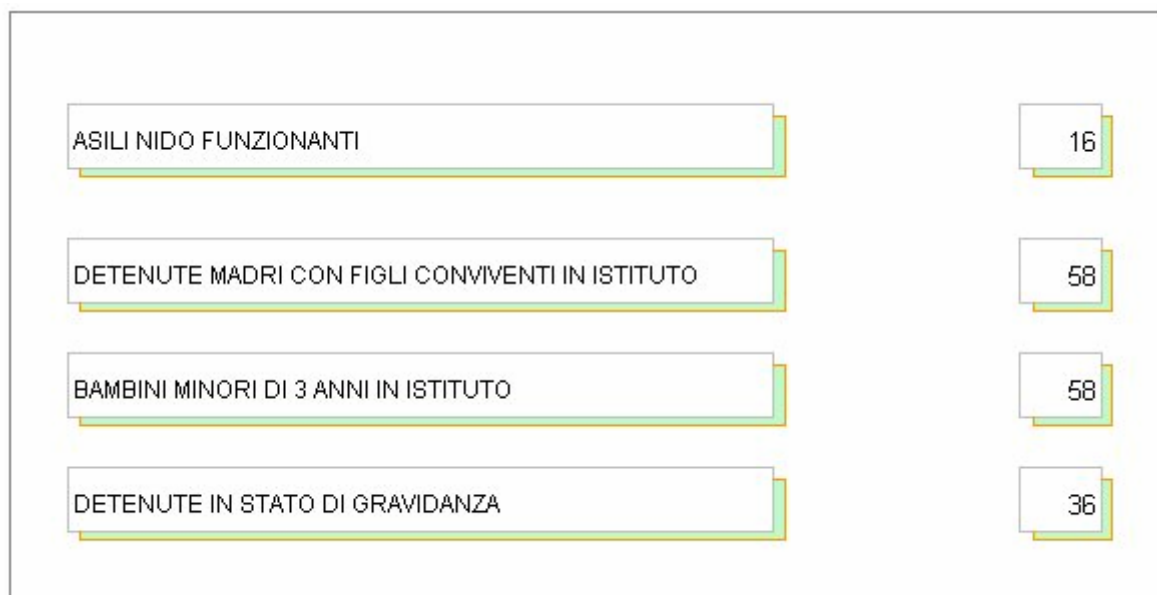 ASILI NIDO FUNZIONANTI 16
DETENUTE MADRI CON FIGLI CONVIVENTI IN ISTITUTO 58
BAMBINI MINORI DI 3 ANNI IN ISTITUTO 58
DETENUTE IN STATO DI GRAVIDANZA 36